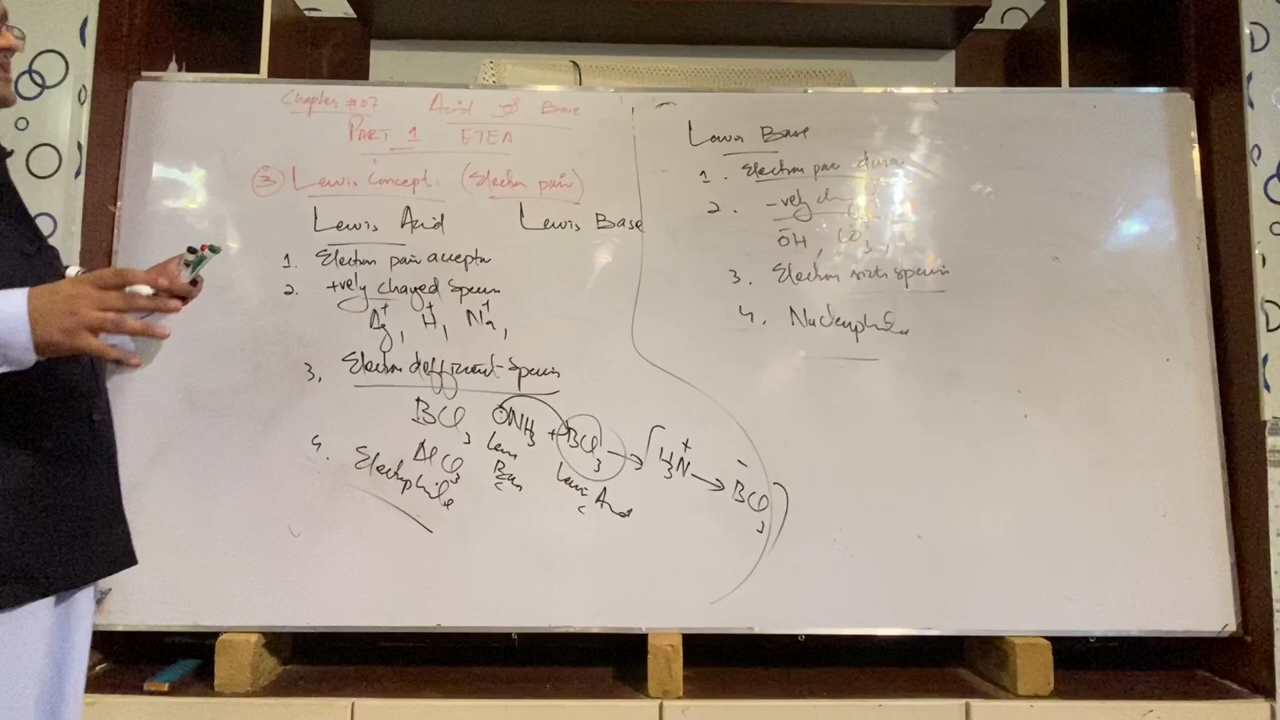 Chapter #07 Acid & Base
PART 1 ETEA
③ Lewis Concept. (Electron pair)
Lewis Acid Lewis Base
1. Electron pair acceptor
2. +vely charged Species
Ag⁺, H⁺, Na⁺,
3. Electron defficient Species
BCl₃ :NH₃ + BCl₃ → [H₃N⁺ → B⁻Cl₃]
AlCl₃ Lewis Base Lewis Acid
4. Electrophile
Lewis Base
1. Electron pair donor
2. -vely
OH⁻, CO₃,
3. Electron rich species
4. Nucleophile